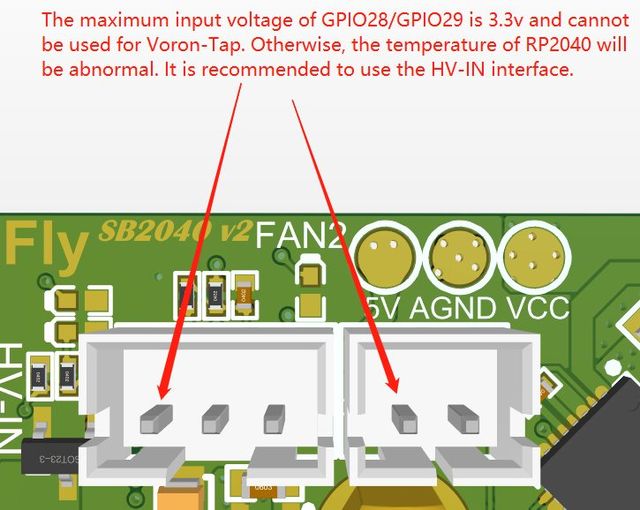 The maximum input voltage of GPIO28/GPIO29 is 3.3v and cannot
be used for Voron-Tap. Otherwise, the temperature of RP2040 will
be abnormal. It is recommended to use the HV-IN interface.
Fly SB2040 v2 FAN2
5V AGND VCC
HV-IN
SOT23-3